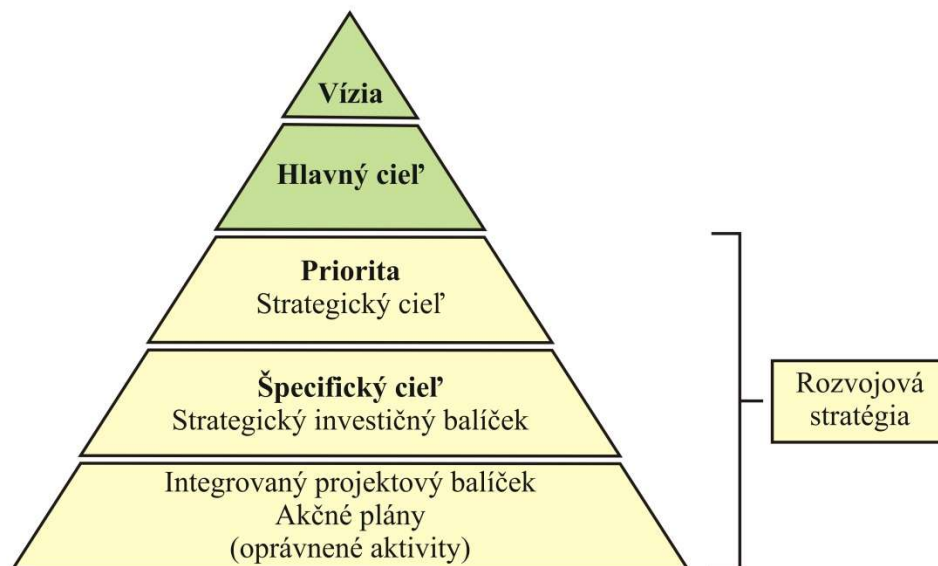 Vízia
Hlavný cieľ
Priorita
Strategický cieľ
Špecifický cieľ
Strategický investičný balíček
Integrovaný projektový balíček
Akčné plány
(oprávnené aktivity)
Rozvojová
stratégia